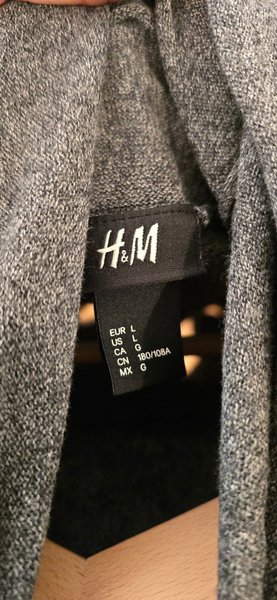 H&M
EUR L
US L
CA G
CN 180/108A
MX G